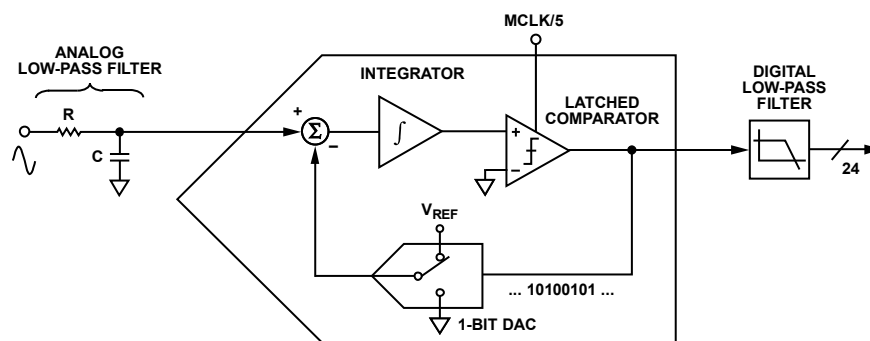 MCLK/5
ANALOG
LOW-PASS FILTER
INTEGRATOR
LATCHED
COMPARATOR
DIGITAL
LOW-PASS
FILTER
R
C
+
Σ
−
∫
+
−
24
VREF
... 10100101 ...
1-BIT DAC